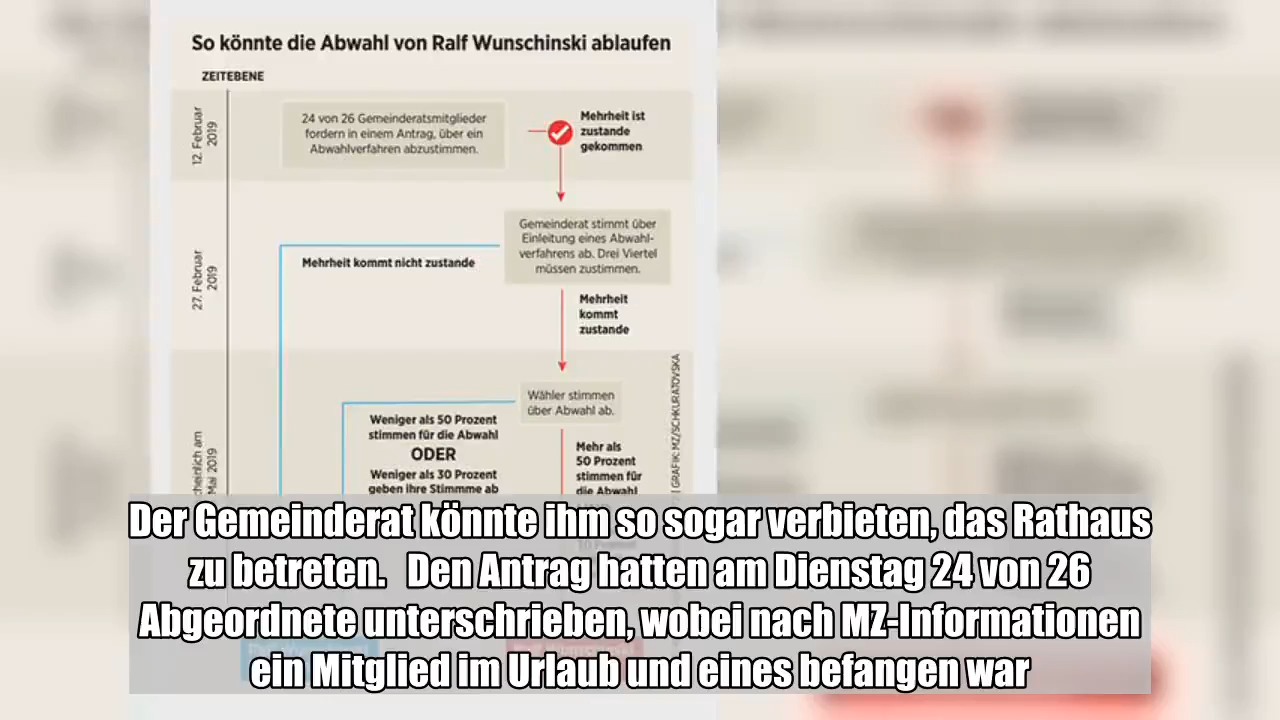 So könnte die Abwahl von Ralf Wunschinski ablaufen
ZEITEBENE
12. Februar
2019
24 von 26 Gemeinderatsmitglieder
fordern in einem Antrag, über ein
Abwahlverfahren abzustimmen.
Mehrheit ist
zustande
gekommen
27. Februar
2019
Gemeinderat stimmt über
Einleitung eines Abwahl-
verfahrens ab. Drei Viertel
müssen zustimmen.
Mehrheit kommt nicht zustande
Mehrheit
kommt
zustande
Mai 2019
Wähler stimmen
über Abwahl ab.
Weniger als 50 Prozent
stimmen für die Abwahl
ODER
Weniger als 30 Prozent
geben ihre Stimmme ab
Mehr als
50 Prozent
stimmen für
die Abwahl
GRAFIK: MZ/SCHKURATOVSKA
Der Gemeinderat könnte ihm so sogar verbieten, das Rathaus
zu betreten. Den Antrag hatten am Dienstag 24 von 26
Abgeordnete unterschrieben, wobei nach MZ-Informationen
ein Mitglied im Urlaub und eines befangen war